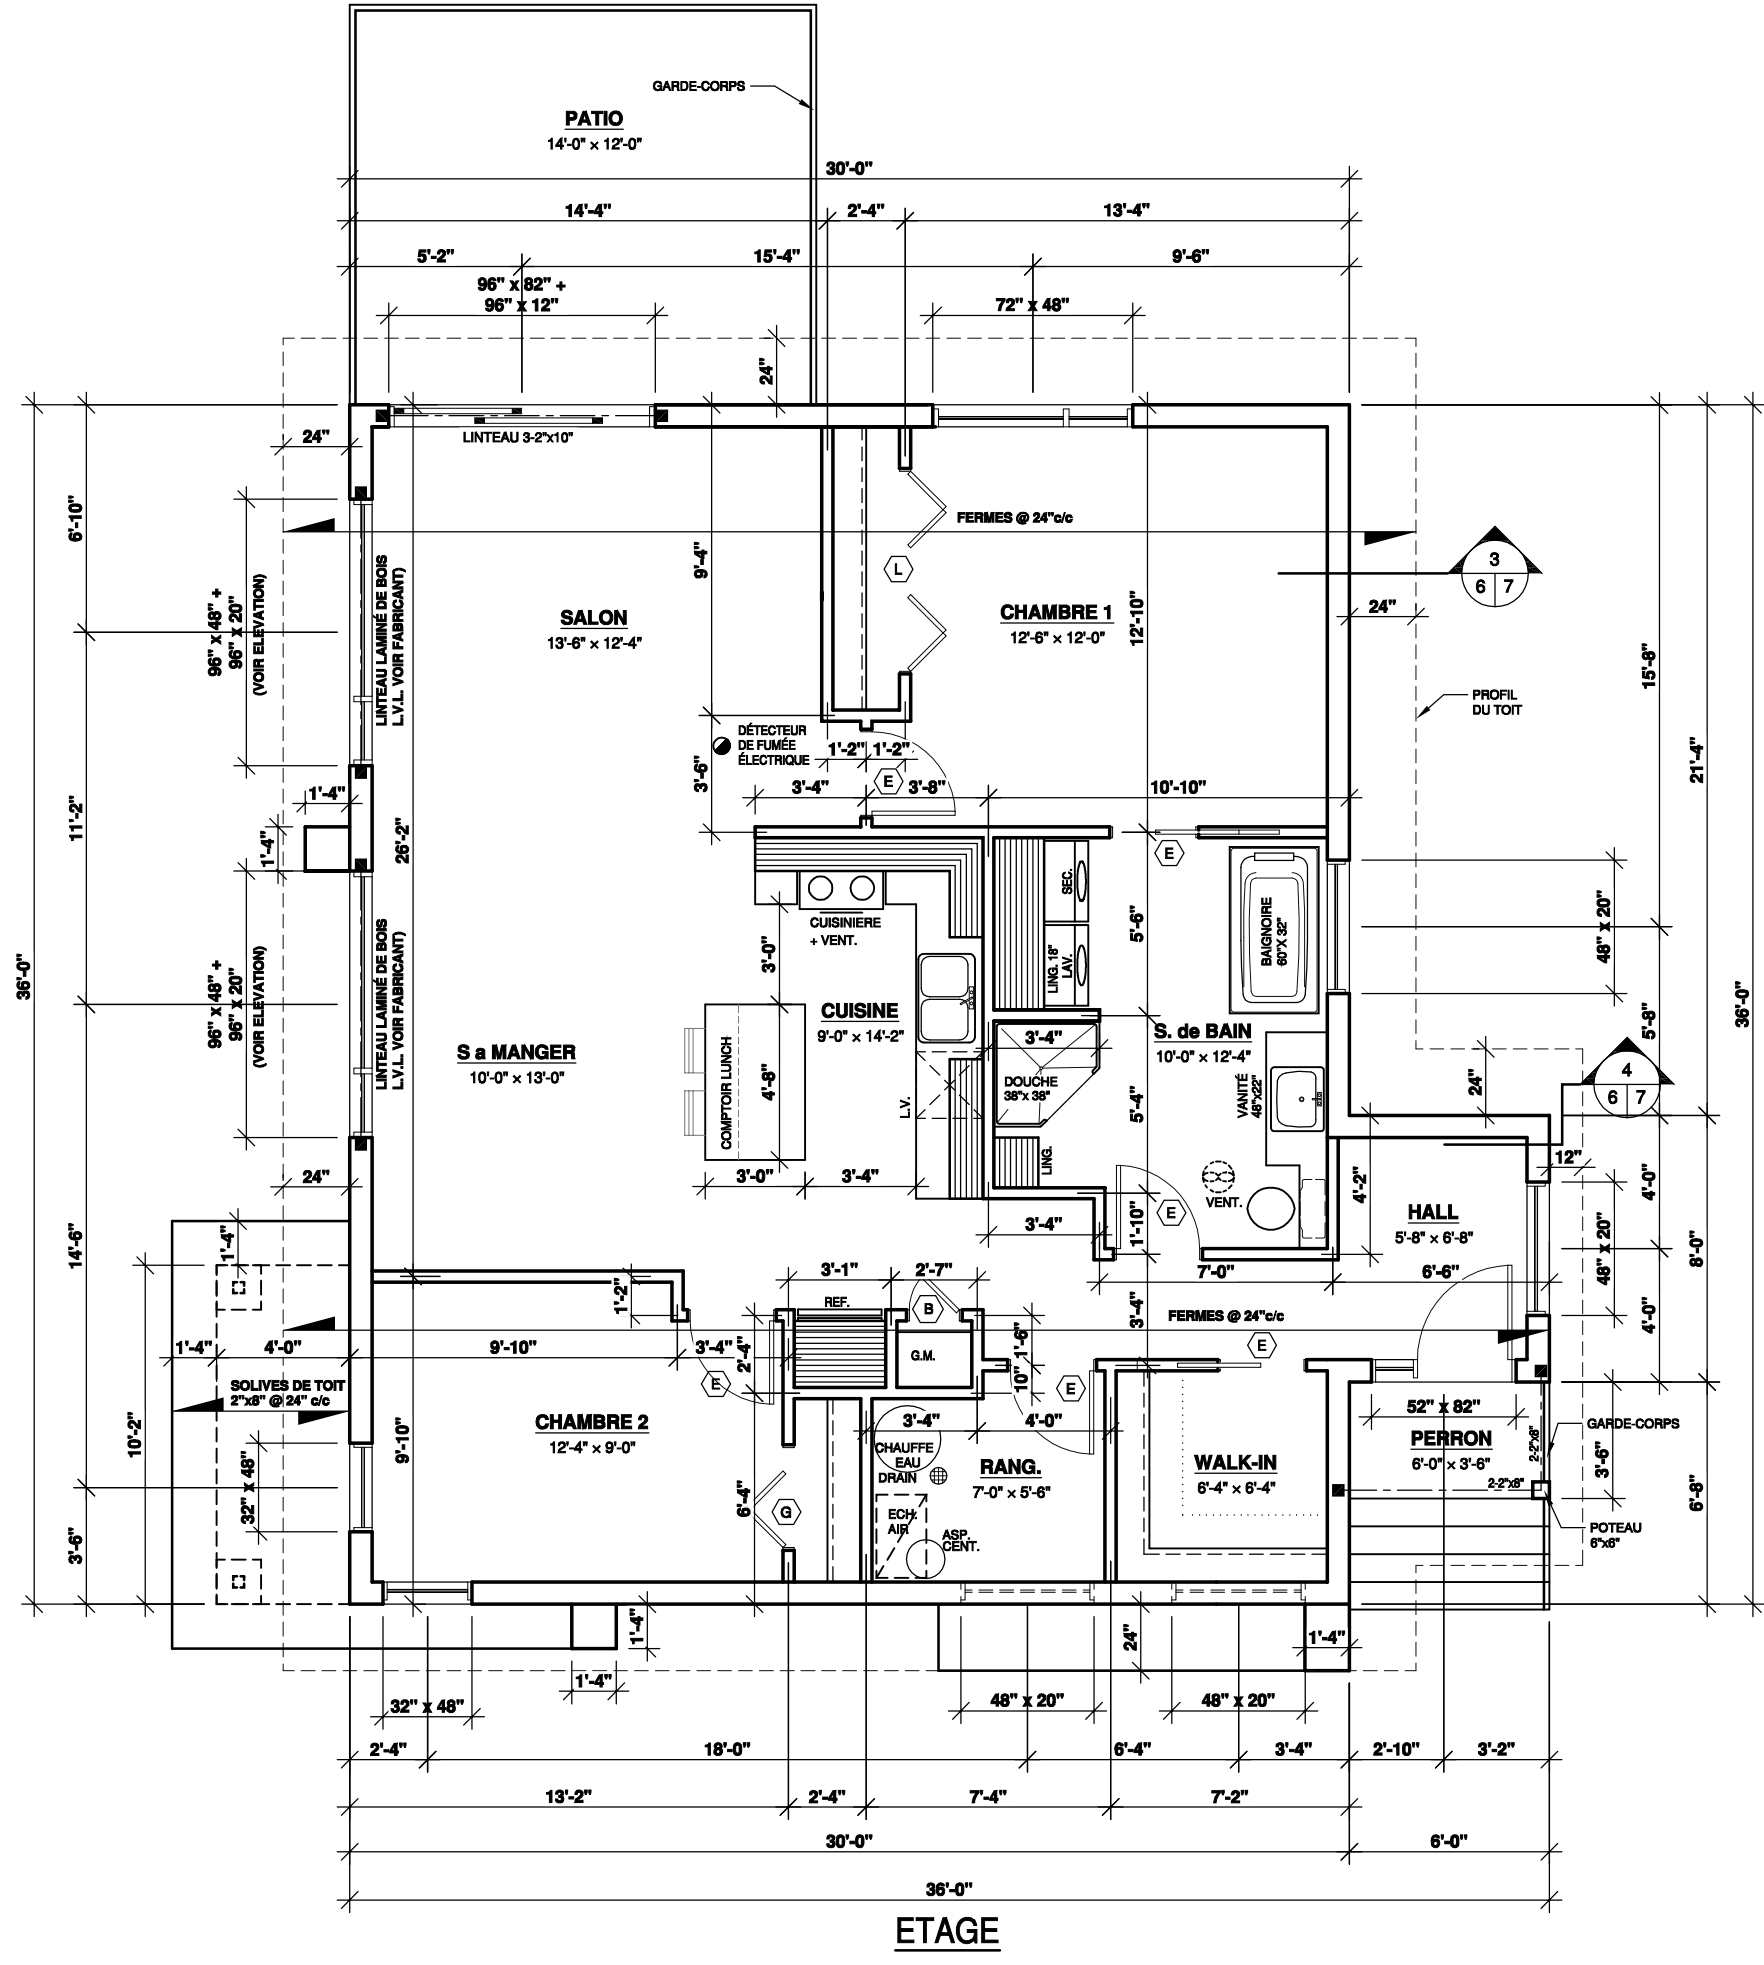 GARDE-CORPS
PATIO
14'-0" × 12'-0"
30'-0"
14'-4"
2'-4"
13'-4"
5'-2"
15'-4"
9'-6"
96" x 82" +
96" x 12"
72" x 48"
24"
LINTEAU 3-2"x10"
24"
6'-10"
FERMES @ 24"c/c
9'-4"
L
3
6 7
LINTEAU LAMINÉ DE BOIS
L.V.L. VOIR FABRICANT)
96" x 48" +
96" x 20"
(VOIR ELEVATION)
SALON
13'-6" × 12'-4"
CHAMBRE 1
12'-6" × 12'-0"
12'-10"
24"
15'-8"
PROFIL
DU TOIT
DÉTECTEUR
DE FUMÉE
ÉLECTRIQUE
1'-2"
1'-2"
21'-4"
3'-6"
E
3'-4"
3'-8"
10'-10"
1'-4"
11'-2"
1'-4"
26'-2"
E
SEC.
CUISINIERE
+ VENT.
5'-6"
BAIGNOIRE
60"X 32"
48" x 20"
3'-0"
LING. 18"
LAV.
36'-0"
96" x 48" +
96" x 20"
(VOIR ELEVATION)
LINTEAU LAMINÉ DE BOIS
L.V.L. VOIR FABRICANT)
CUISINE
9'-0" × 14'-2"
S. de BAIN
10'-0" × 12'-4"
3'-4"
5'-8"
36'-0"
S a MANGER
10'-0" × 13'-0"
COMPTOIR LUNCH
4'-8"
L.V.
DOUCHE
38"x 38"
5'-4"
VANITÉ
48"x22"
24"
4
6 7
LING.
24"
3'-0"
3'-4"
4'-2"
12"
4'-0"
VENT.
E
HALL
5'-8" × 6'-8"
3'-4"
1'-10"
1'-4"
14'-6"
48" x 20"
8'-0"
3'-1"
2'-7"
7'-0"
6'-6"
1'-2"
REF.
B
3'-4"
FERMES @ 24"c/c
4'-0"
1'-4"
4'-0"
9'-10"
3'-4"
2'-4"
G.M.
1'-6"
10"
E
SOLIVES DE TOIT
2"x8" @ 24" c/c
E
E
10'-2"
9'-10"
CHAMBRE 2
12'-4" × 9'-0"
3'-4"
4'-0"
52" x 82"
GARDE-CORPS
CHAUFFE
EAU
DRAIN
PERRON
6'-0" × 3'-6"
2-2"x8"
3'-6"
RANG.
7'-0" × 5'-6"
WALK-IN
6'-4" × 6'-4"
2-2"x8"
32" x 48"
6'-4"
G
ECH.
AIR
ASP.
CENT.
6'-8"
POTEAU
6"x6"
3'-6"
1'-4"
24"
1'-4"
1'-4"
32" x 48"
48" x 20"
48" x 20"
2'-4"
18'-0"
6'-4"
3'-4"
2'-10"
3'-2"
13'-2"
2'-4"
7'-4"
7'-2"
30'-0"
6'-0"
36'-0"
ETAGE